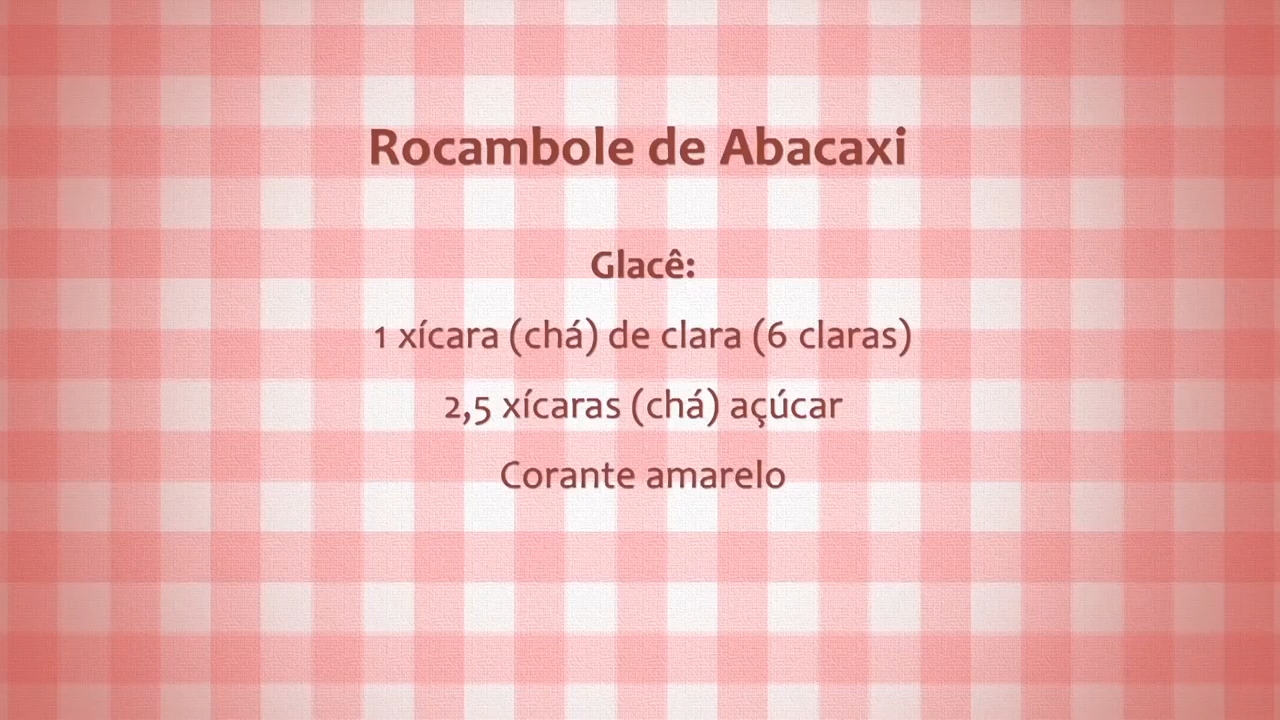 Rocambole de Abacaxi
Glacê:
1 xícara (chá) de clara (6 claras)
2,5 xícaras (chá) açúcar
Corante amarelo